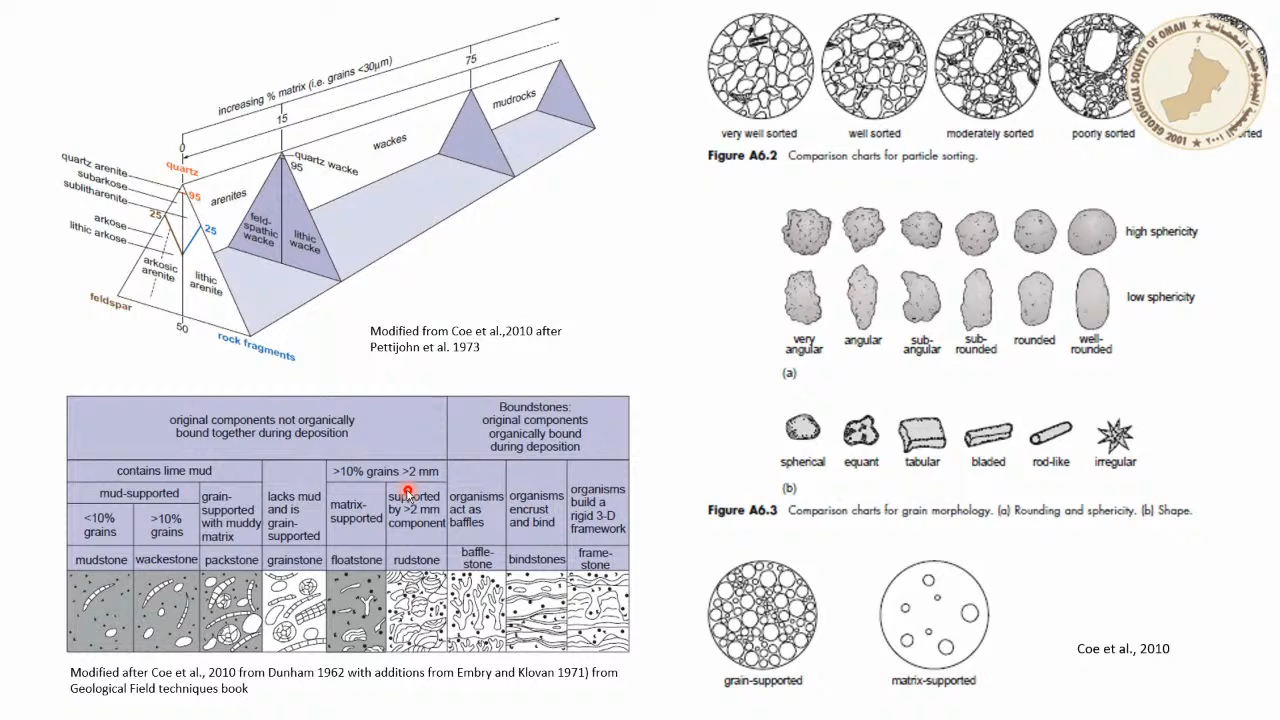 increasing % matrix (i.e. grains <30μm)
0
15
75
quartz
quartz arenite
subarkose
sublitharenite
arkose
lithic arkose
95
25
25
arkosic
arenite
lithic
arenite
feldspar
50
rock fragments
arenites
quartz wacke
95
feld-
spathic
wacke
lithic
wacke
wackes
mudrocks
Modified from Coe et al.,2010 after
Pettijohn et al. 1973
original components not organically
bound together during deposition
Boundstones:
original components
organically bound
during deposition
contains lime mud
mud-supported
<10%
grains
>10%
grains
grain-
supported
with muddy
matrix
lacks mud
and is
grain-
supported
>10% grains >2 mm
matrix-
supported
supported
by >2 mm
component
organisms
act as
baffles
organisms
encrust
and bind
organisms
build a
rigid 3-D
framework
mudstone
wackestone
packstone
grainstone
floatstone
rudstone
baffle-
stone
bindstones
frame-
stone
Modified after Coe et al., 2010 from Dunham 1962 with additions from Embry and Klovan 1971) from
Geological Field techniques book
very well sorted
well sorted
moderately sorted
poorly sorted
GEOLOGICAL SOCIETY OF OMAN
2001
٢٠٠١
Figure A6.2 Comparison charts for particle sorting.
high sphericity
low sphericity
very
angular
angular
sub-
angular
sub-
rounded
rounded
well-
rounded
(a)
spherical
equant
tabular
bladed
rod-like
irregular
(b)
Figure A6.3 Comparison charts for grain morphology. (a) Rounding and sphericity. (b) Shape.
grain-supported
matrix-supported
Coe et al., 2010